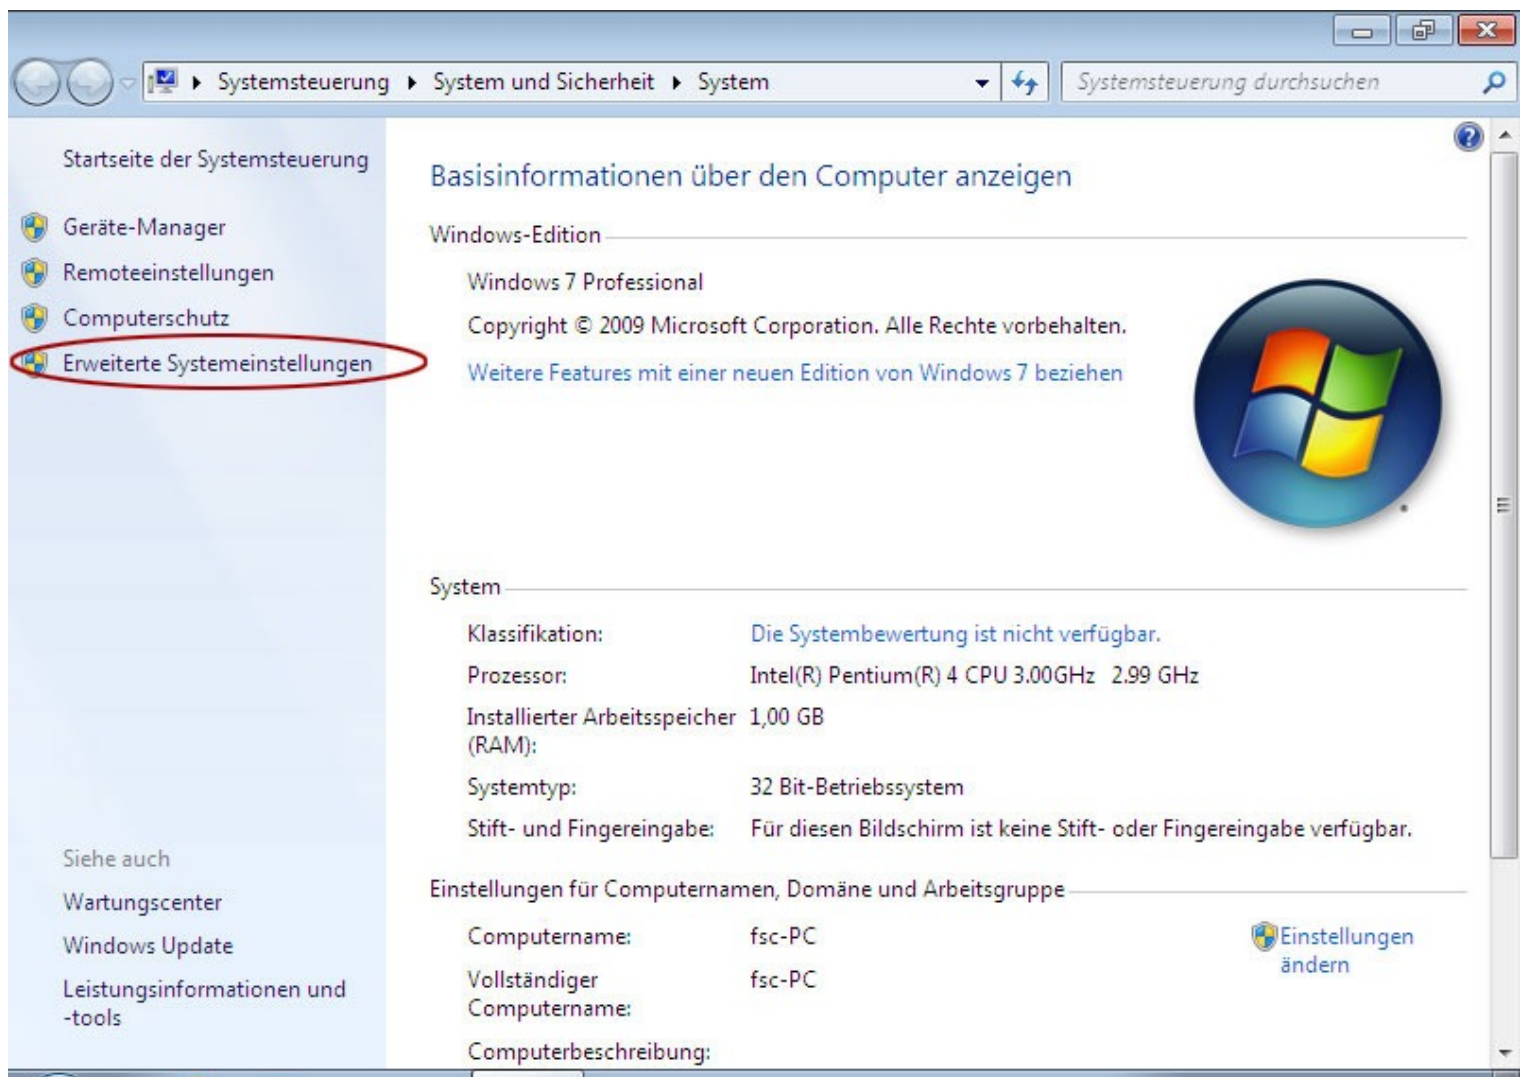 Systemsteuerung System und Sicherheit System
Systemsteuerung durchsuchen
Startseite der Systemsteuerung
Geräte-Manager
Remoteeinstellungen
Computerschutz
Erweiterte Systemeinstellungen
Siehe auch
Wartungscenter
Windows Update
Leistungsinformationen und
-tools
Basisinformationen über den Computer anzeigen
Windows-Edition
Windows 7 Professional
Copyright © 2009 Microsoft Corporation. Alle Rechte vorbehalten.
Weitere Features mit einer neuen Edition von Windows 7 beziehen
System
Klassifikation: Die Systembewertung ist nicht verfügbar.
Prozessor: Intel(R) Pentium(R) 4 CPU 3.00GHz 2.99 GHz
Installierter Arbeitsspeicher 1,00 GB
(RAM):
Systemtyp: 32 Bit-Betriebssystem
Stift- und Fingereingabe: Für diesen Bildschirm ist keine Stift- oder Fingereingabe verfügbar.
Einstellungen für Computernamen, Domäne und Arbeitsgruppe
Computername: fsc-PC Einstellungen
ändern
Vollständiger fsc-PC
Computername:
Computerbeschreibung: